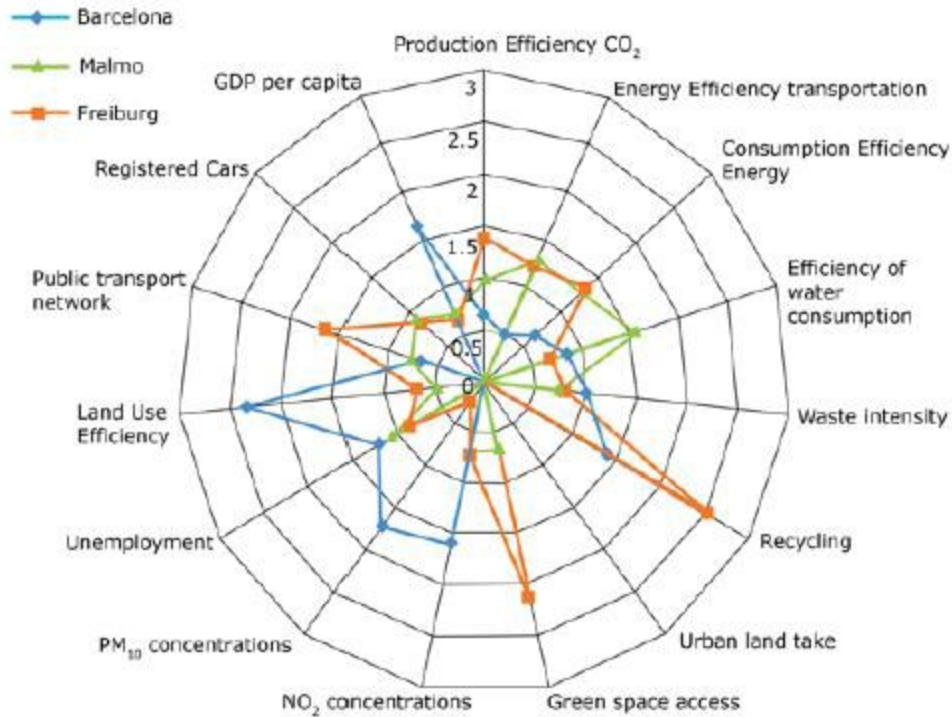 Barcelona
Malmo
Freiburg
Production Efficiency CO₂
GDP per capita
Energy Efficiency transportation
Registered Cars
Consumption Efficiency
Energy
Public transport
network
Efficiency of
water
consumption
Land Use
Efficiency
Waste intensity
Unemployment
Recycling
PM₁₀ concentrations
Urban land take
NO₂ concentrations
Green space access
3
2.5
2
1.5
1
0.5
0